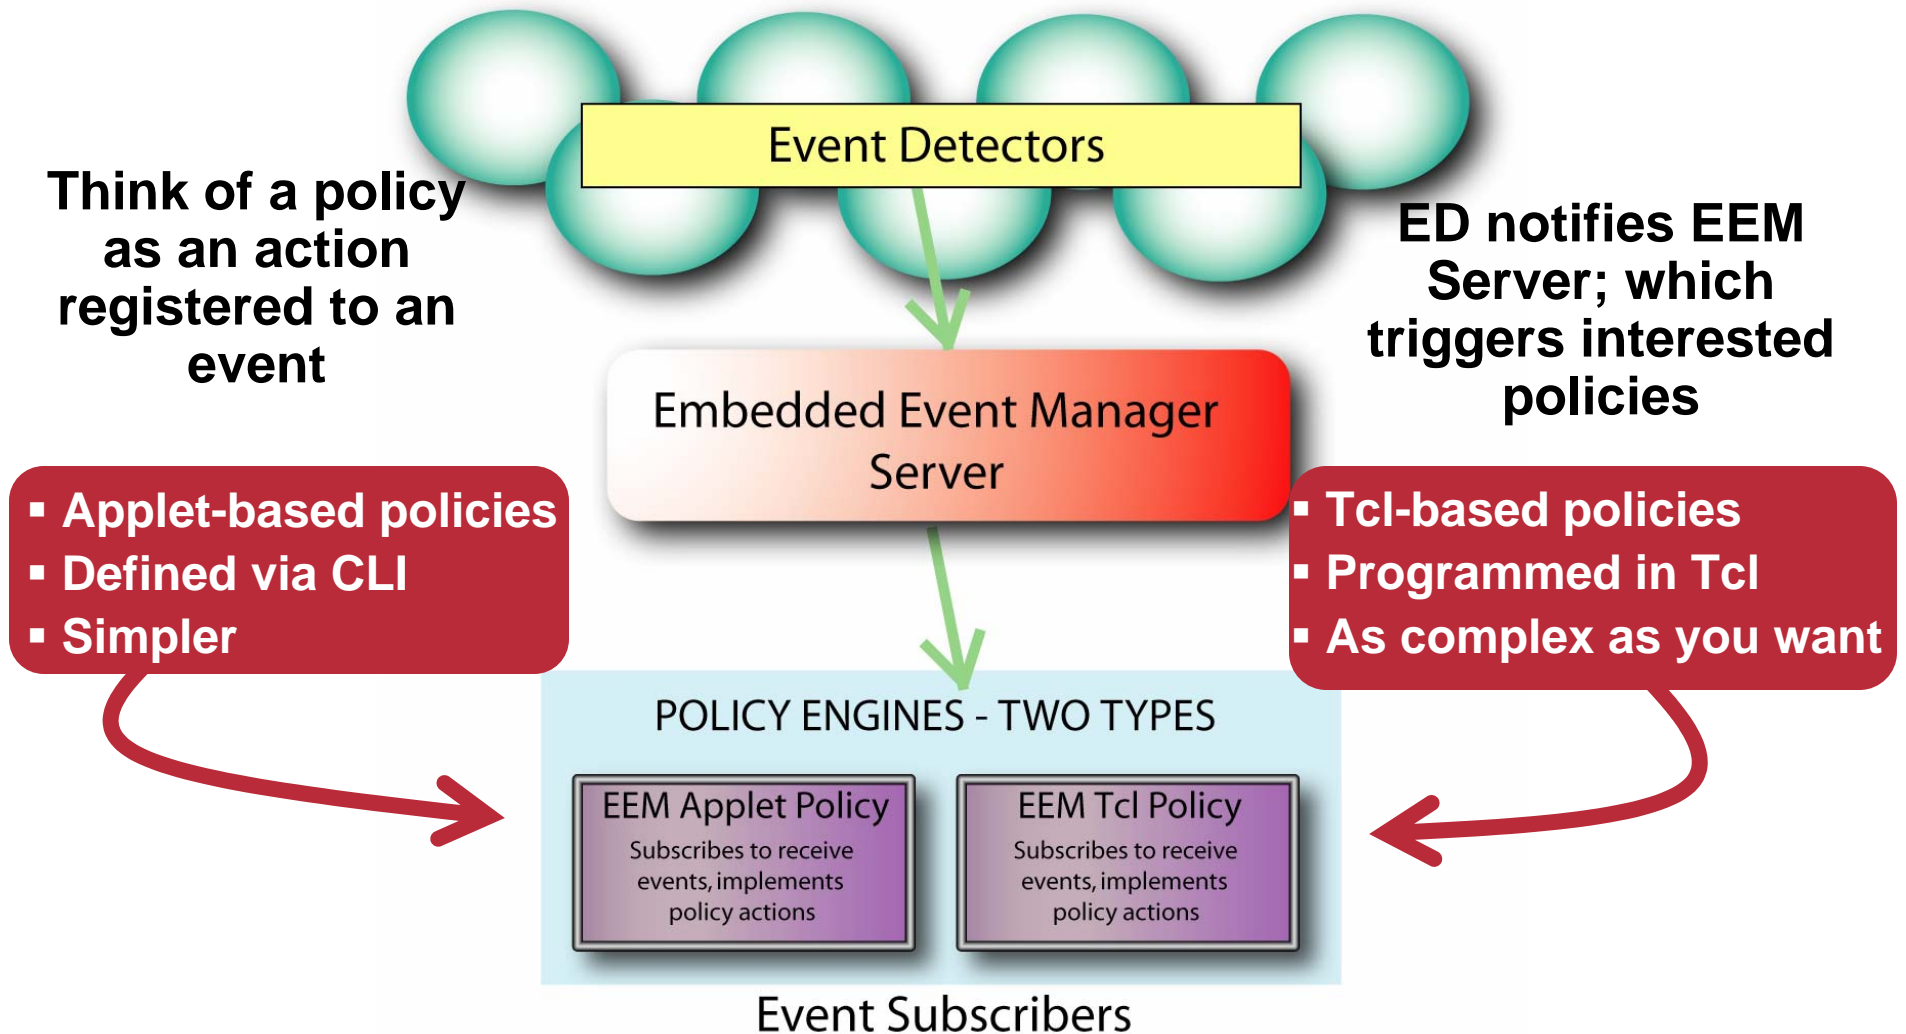 Event Detectors
Think of a policy
as an action
registered to an
event
ED notifies EEM
Server; which
triggers interested
policies
Embedded Event Manager
Server
▪ Applet-based policies
▪ Defined via CLI
▪ Simpler
▪ Tcl-based policies
▪ Programmed in Tcl
▪ As complex as you want
POLICY ENGINES - TWO TYPES
EEM Applet Policy
Subscribes to receive
events, implements
policy actions
EEM Tcl Policy
Subscribes to receive
events, implements
policy actions
Event Subscribers